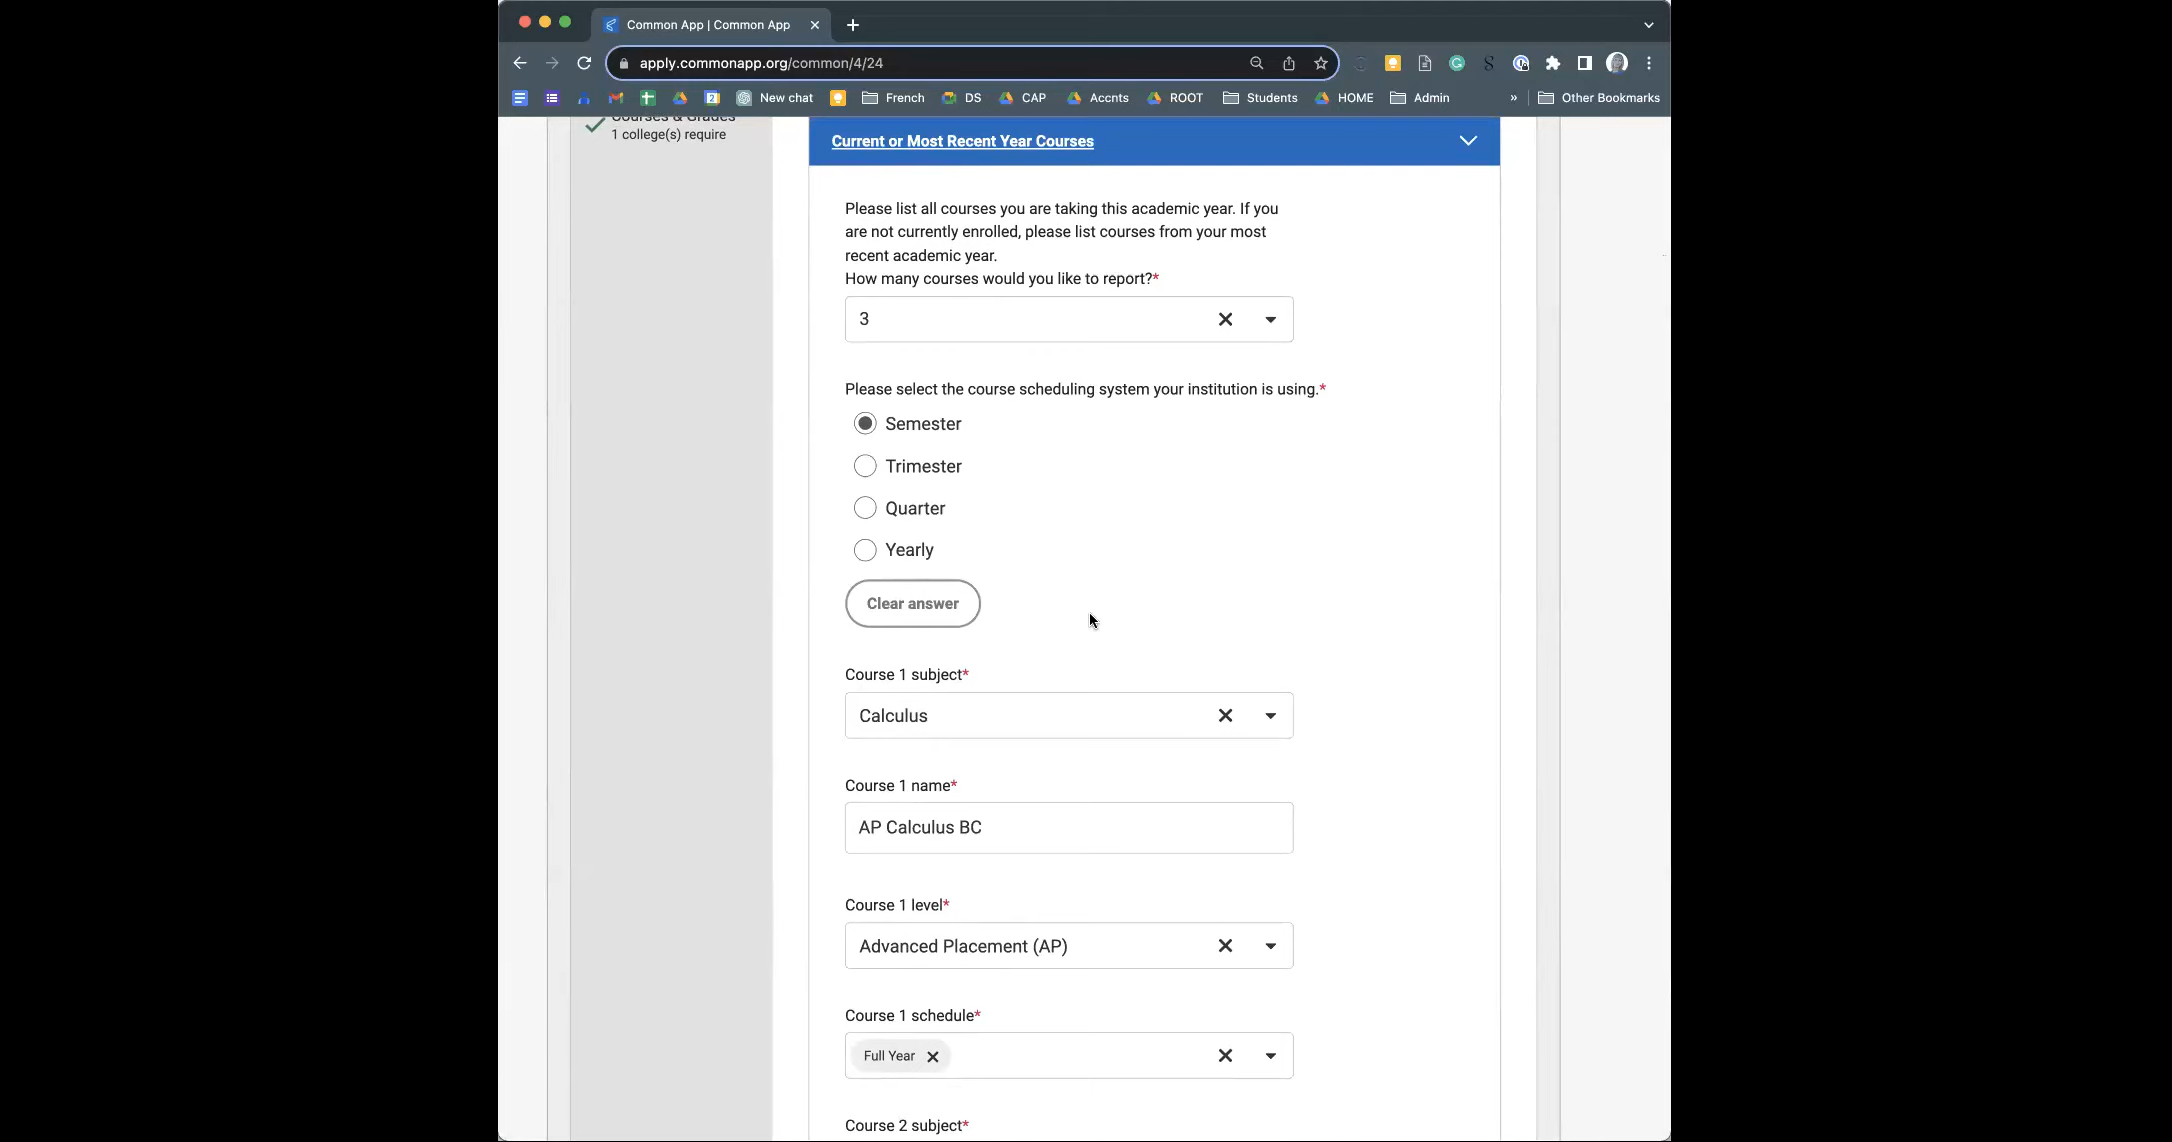 Common App | Common App
apply.commonapp.org/common/4/24
New chat
French
DS
CAP
Accnts
ROOT
Students
HOME
Admin
»
Other Bookmarks
Courses & Grades
1 college(s) require
Current or Most Recent Year Courses
Please list all courses you are taking this academic year. If you
are not currently enrolled, please list courses from your most
recent academic year.
How many courses would you like to report?*
3
Please select the course scheduling system your institution is using.*
Semester
Trimester
Quarter
Yearly
Clear answer
Course 1 subject*
Calculus
Course 1 name*
AP Calculus BC
Course 1 level*
Advanced Placement (AP)
Course 1 schedule*
Full Year
Course 2 subject*